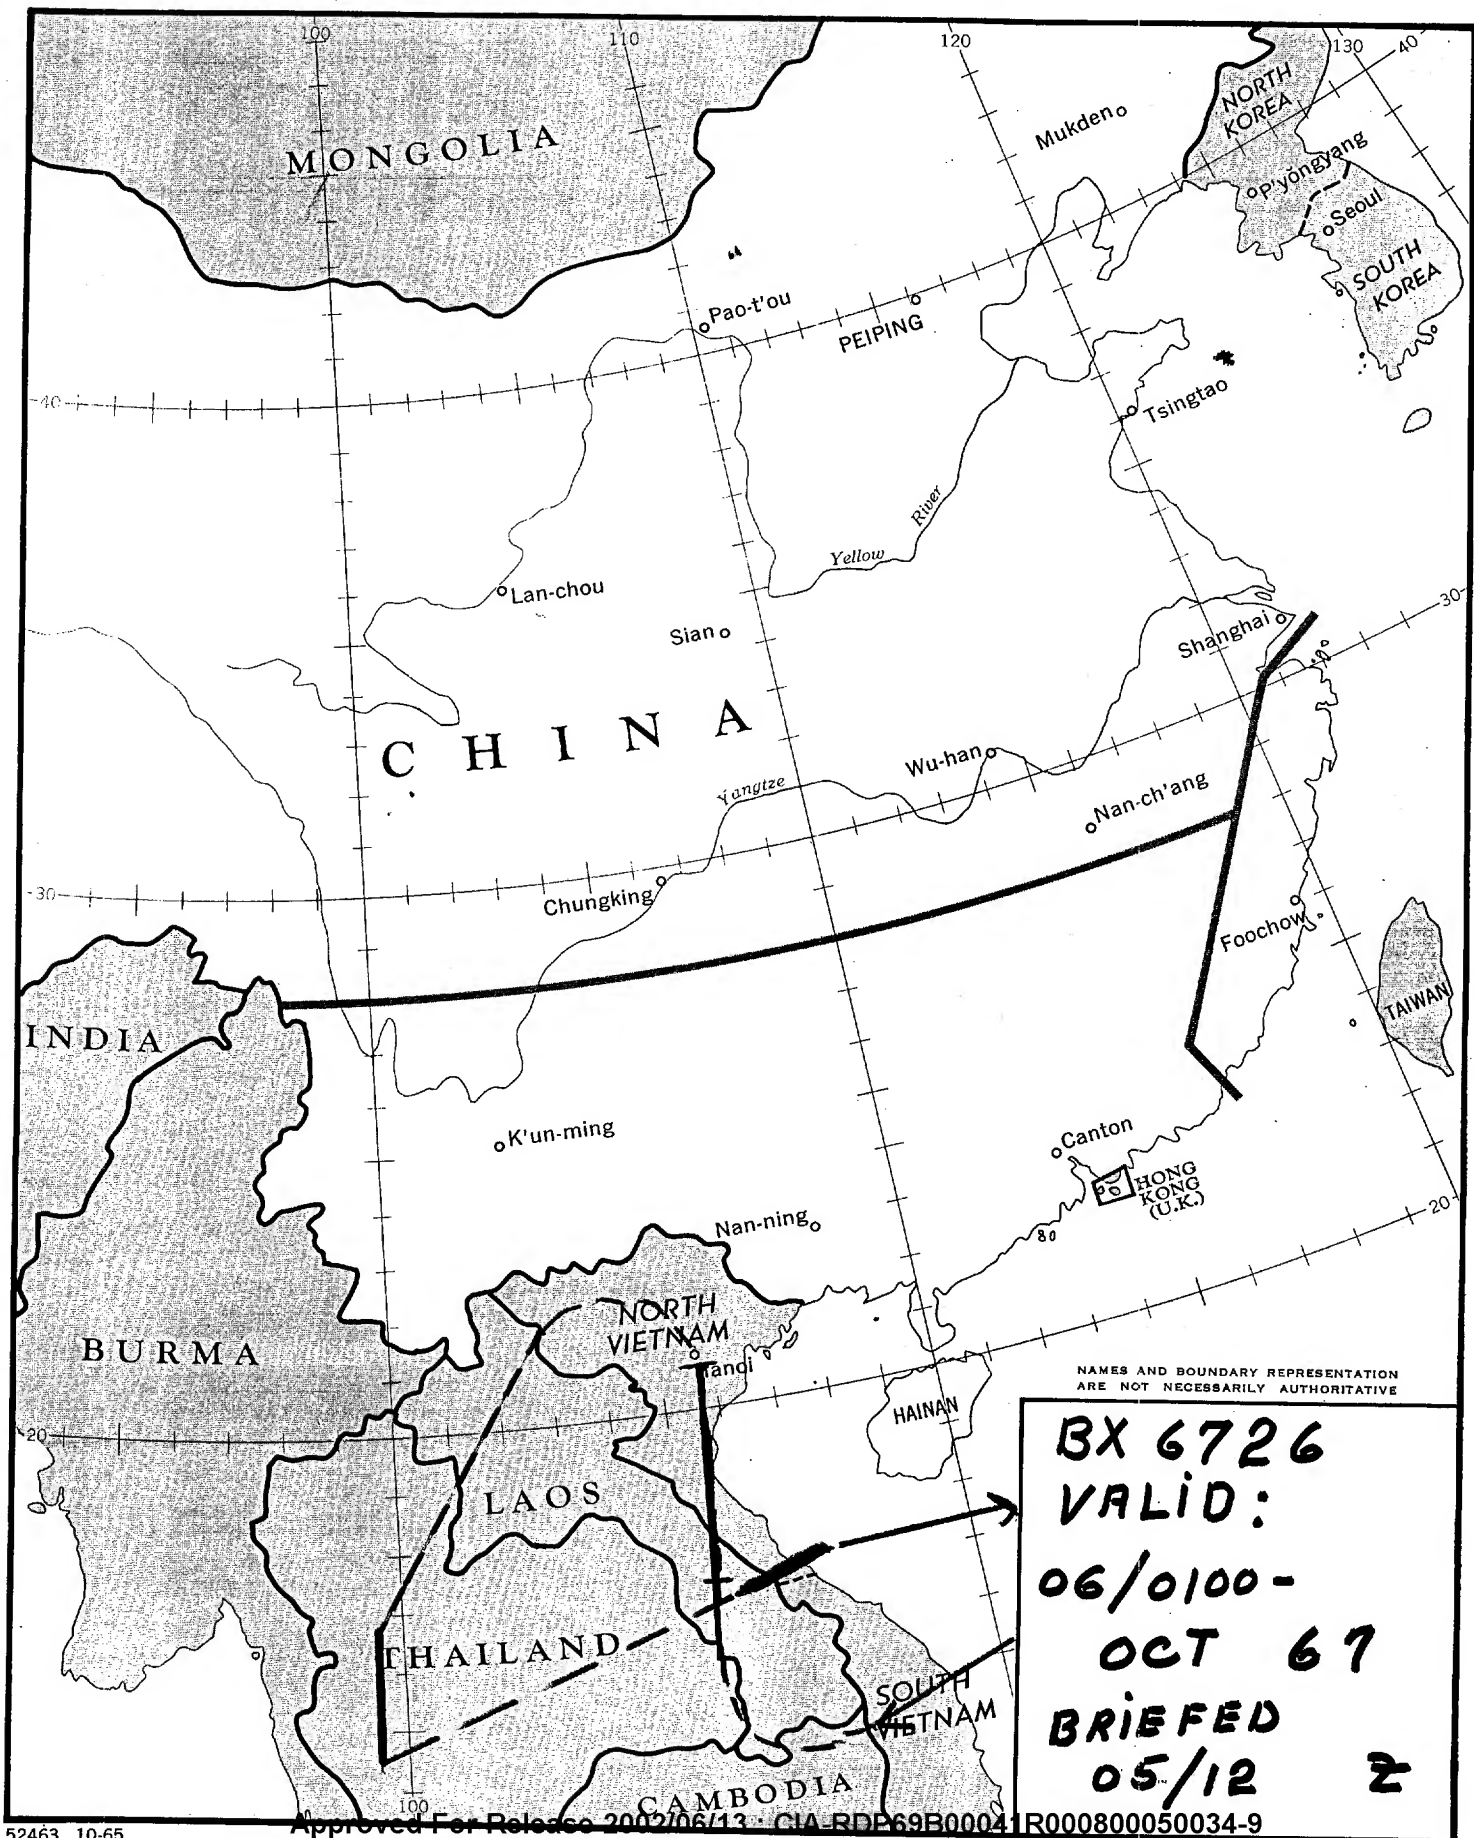 100
110
120
130
40
NORTH
KOREA
Mukden
MONGOLIA
P'yŏngyang
Seoul
SOUTH
KOREA
Pao-t'ou
PEIPING
40
Tsingtao
River
Yellow
Lan-chou
30
Sian
Shanghai
CHINA
Wu-han
Yangtze
Nan-ch'ang
30
Chungking
Foochow
TAIWAN
INDIA
K'un-ming
Canton
HONG
KONG
(U.K.)
Nan-ning
20
NORTH
VIETNAM
BURMA
Hanoi
NAMES AND BOUNDARY REPRESENTATION
ARE NOT NECESSARILY AUTHORITATIVE
HAINAN
20
LAOS
THAILAND
SOUTH
VIETNAM
CAMBODIA
100
BX 6726
VALID:
06/0100-
OCT 67
BRIEFED
05/12 Z
Approved For Release 2002/06/13 : CIA-RDP69B00041R000800050034-9
52463 10-65